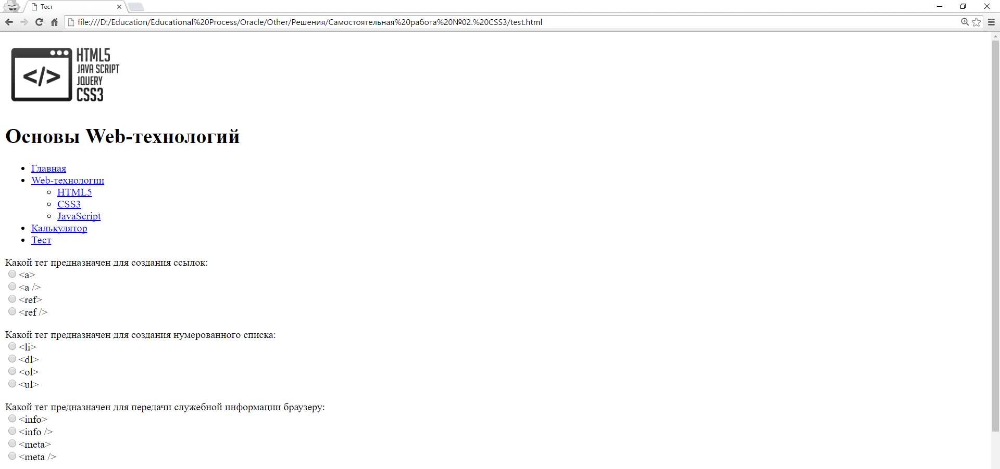 Тест
file:///D:/Education/Educational%20Process/Oracle/Other/Решения/Самостоятельная%20работа%20№02.%20CSS3/test.html
</>
HTML5
JAVA SCRIPT
JQUERY
CSS3
Основы Web-технологий
Главная
Web-технологии
HTML5
CSS3
JavaScript
Калькулятор
Тест
Какой тег предназначен для создания ссылок:
<a>
<a />
<ref>
<ref />
Какой тег предназначен для создания нумерованного списка:
<li>
<dl>
<ol>
<ul>
Какой тег предназначен для передачи служебной информации браузеру:
<info>
<info />
<meta>
<meta />